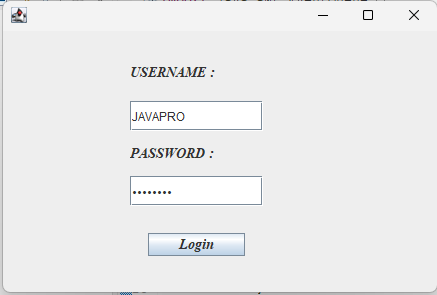 USERNAME :
JAVAPRO
PASSWORD :
••••••••
Login